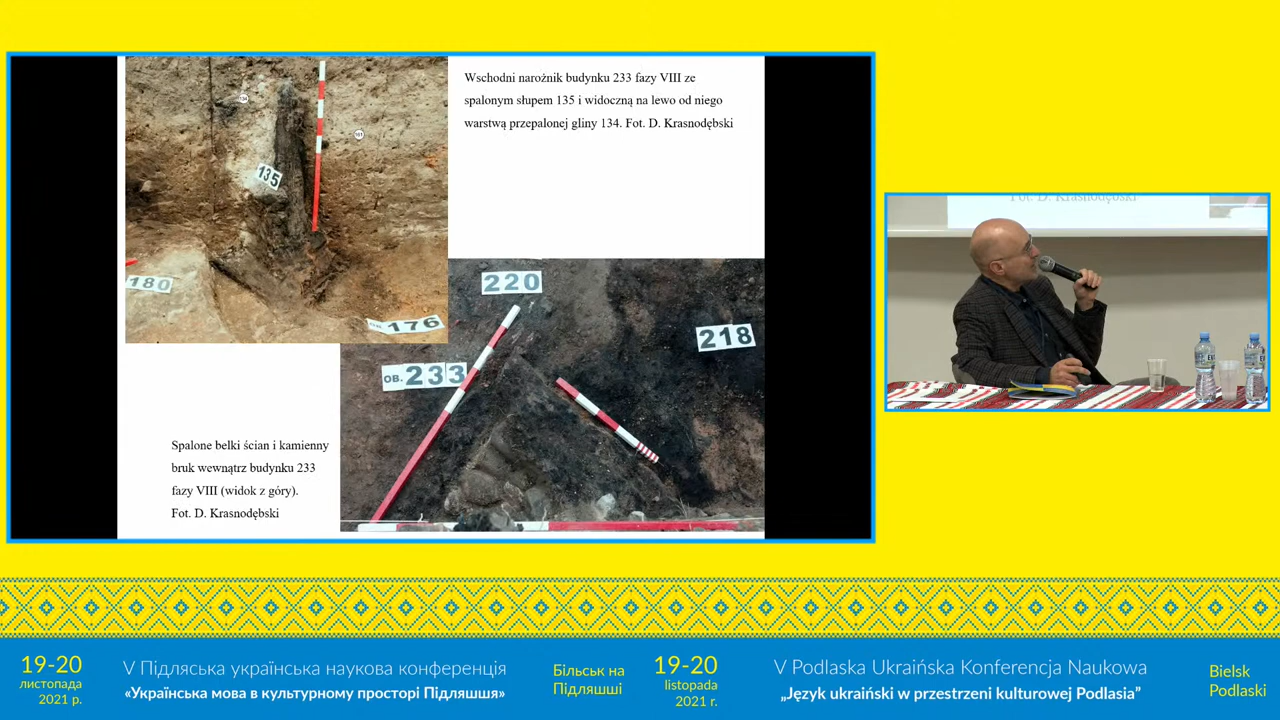 Wschodni narożnik budynku 233 fazy VIII ze
spalonym słupem 135 i widoczną na lewo od niego
warstwą przepalonej gliny 134. Fot. D. Krasnodębski
135
180
176
220
218
ОВ. 233
Spalone belki ścian i kamienny
bruk wewnątrz budynku 233
fazy VIII (widok z góry).
Fot. D. Krasnodębski
Fot. D. Krasnodębski
19-20
листопада
2021 р.
V Підляська українська наукова конференція
«Українська мова в культурному просторі Підляшшя»
Більськ на
Підляшші
19-20
listopada
2021 r.
V Podlaska Ukraińska Konferencja Naukowa
„Język ukraiński w przestrzeni kulturowej Podlasia”
Bielsk
Podlaski